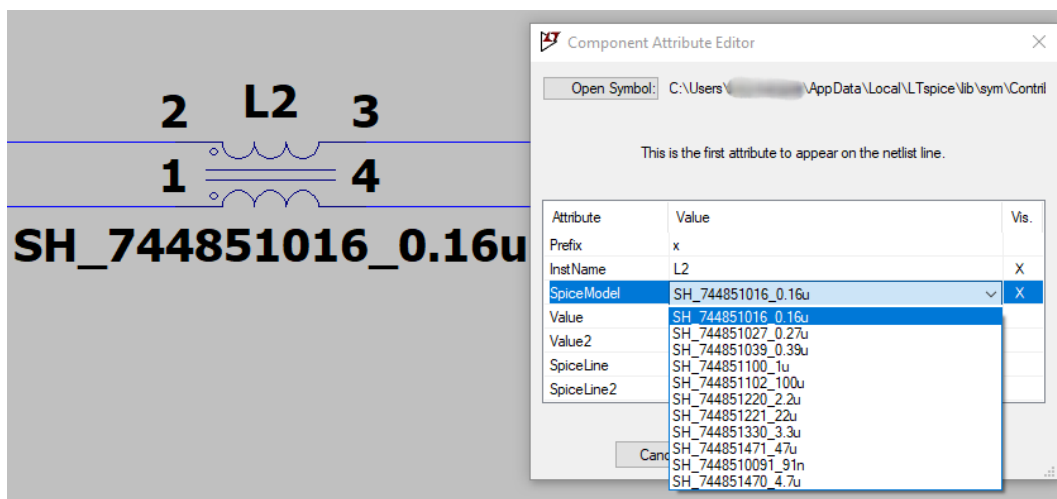 2 L2 3
1 4
SH_744851016_0.16u
Component Attribute Editor
Open Symbol: C:\Users\ \AppData\Local\LTspice\lib\sym\Contril
This is the first attribute to appear on the netlist line.
Attribute Value Vis.
Prefix x
InstName L2 X
SpiceModel SH_744851016_0.16u X
Value SH_744851016_0.16u
SH_744851027_0.27u
Value2 SH_744851039_0.39u
SH_744851100_1u
SpiceLine SH_744851102_100u
SpiceLine2 SH_744851220_2.2u
SH_744851221_22u
SH_744851330_3.3u
Canc SH_744851471_47u
SH_7448510091_91n
SH_744851470_4.7u